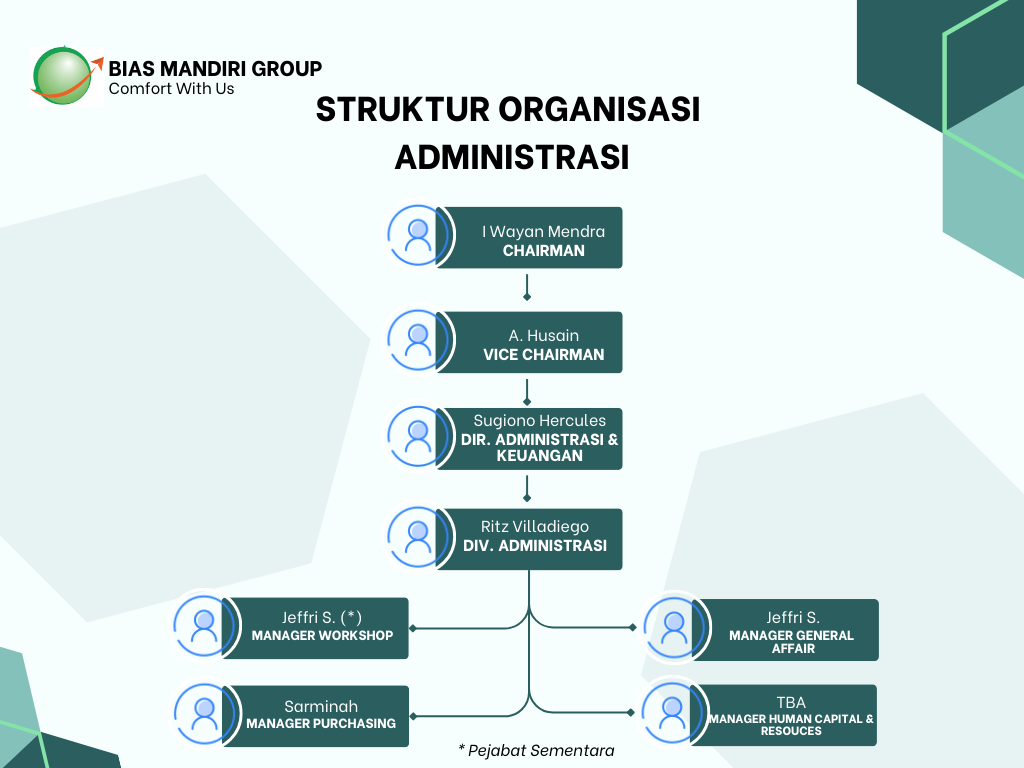 BIAS MANDIRI GROUP
Comfort With Us
STRUKTUR ORGANISASI
ADMINISTRASI
I Wayan Mendra
CHAIRMAN
A. Husain
VICE CHAIRMAN
Sugiono Hercules
DIR. ADMINISTRASI &
KEUANGAN
Ritz Villadiego
DIV. ADMINISTRASI
Jeffri S. (*)
MANAGER WORKSHOP
Jeffri S.
MANAGER GENERAL
AFFAIR
Sarminah
MANAGER PURCHASING
TBA
MANAGER HUMAN CAPITAL &
RESOUCES
* Pejabat Sementara